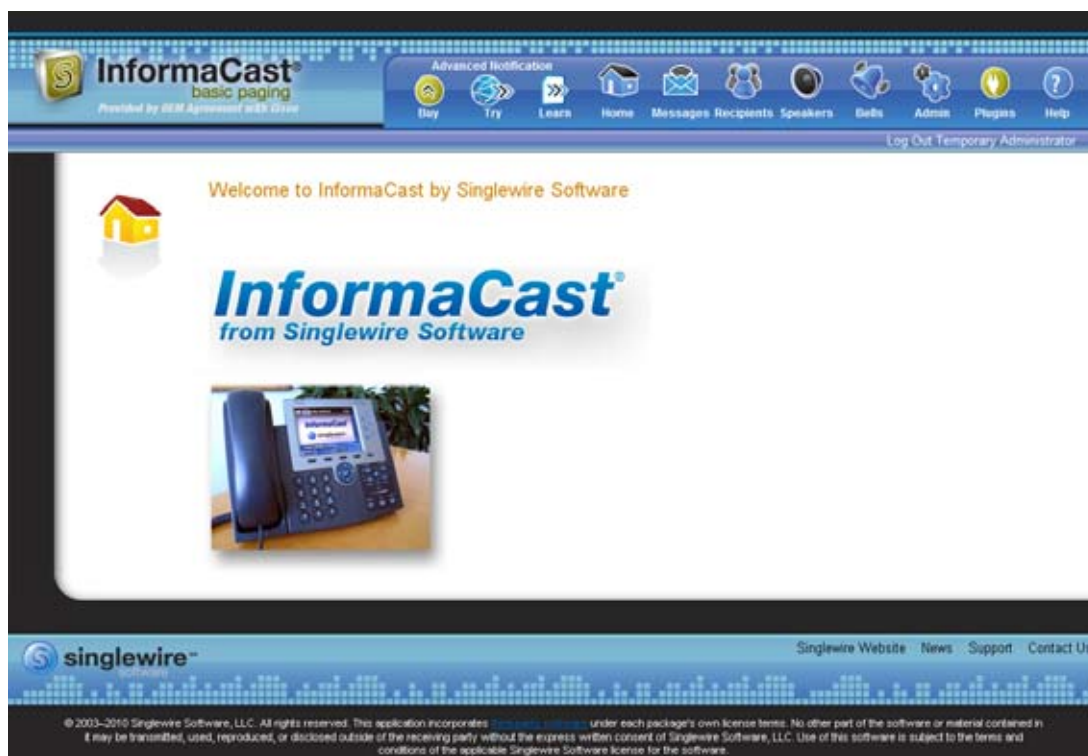 InformaCast®
basic paging
Provided by OEM Agreement with Cisco
Advanced Notification
Buy Try Learn Home Messages Recipients Speakers Bells Admin Plugins Help
Log Out Temporary Administrator
Welcome to InformaCast by Singlewire Software
InformaCast®
from Singlewire Software
InformaCast
singlewire
singlewire™
software
Singlewire Website News Support Contact Us
© 2003–2010 Singlewire Software, LLC. All rights reserved. This application incorporates under each package's own license terms. No other part of the software or material contained in
it may be transmitted, used, reproduced, or disclosed outside of the receiving party without the express written consent of Singlewire Software, LLC. Use of this software is subject to the terms and
conditions of the applicable Singlewire Software license for the software.